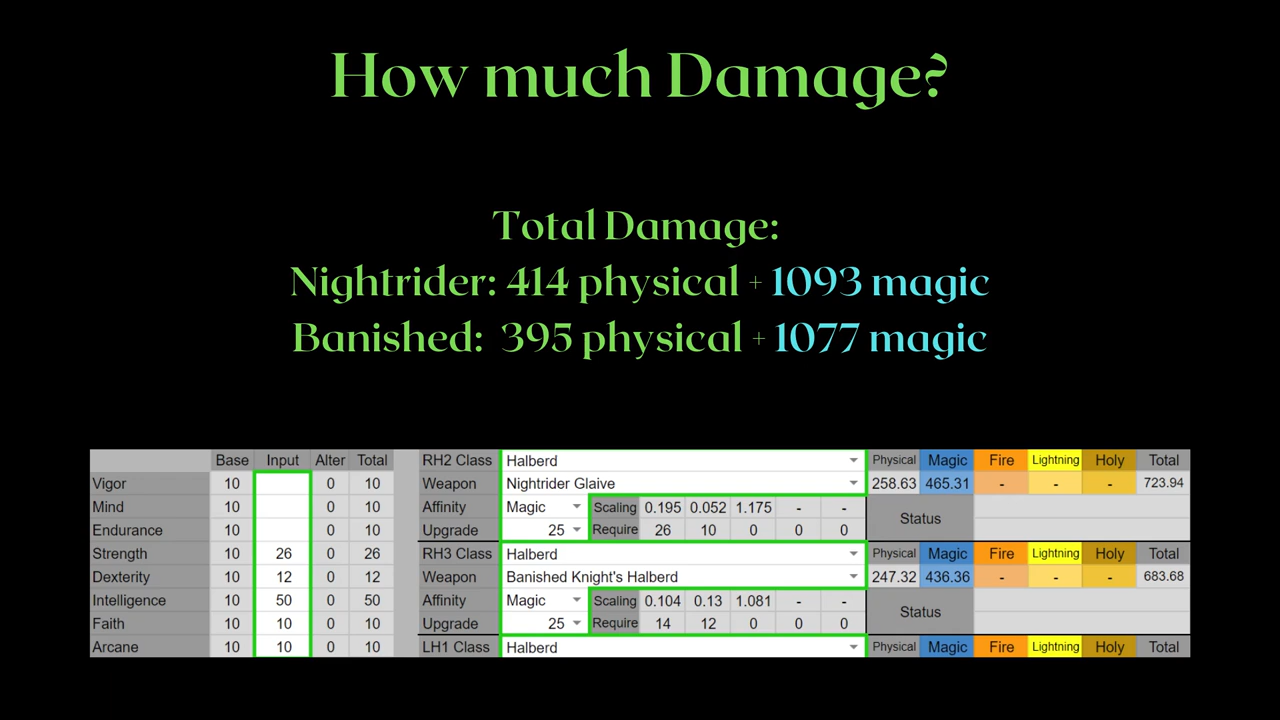 How much Damage?
Total Damage:
Nightrider: 414 physical + 1093 magic
Banished: 395 physical + 1077 magic
Base Input Alter Total RH2 Class Halberd Physical Magic Fire Lightning Holy Total
Vigor 10 0 10 Weapon Nightrider Glaive 258.63 465.31 - - - 723.94
Mind 10 0 10 Affinity Magic Scaling 0.195 0.052 1.175 - - Status
Endurance 10 0 10 Upgrade 25 Require 26 10 0 0 0
Strength 10 26 0 26 RH3 Class Halberd Physical Magic Fire Lightning Holy Total
Dexterity 10 12 0 12 Weapon Banished Knight's Halberd 247.32 436.36 - - - 683.68
Intelligence 10 50 0 50 Affinity Magic Scaling 0.104 0.13 1.081 - - Status
Faith 10 10 0 10 Upgrade 25 Require 14 12 0 0 0
Arcane 10 10 0 10 LH1 Class Halberd Physical Magic Fire Lightning Holy Total